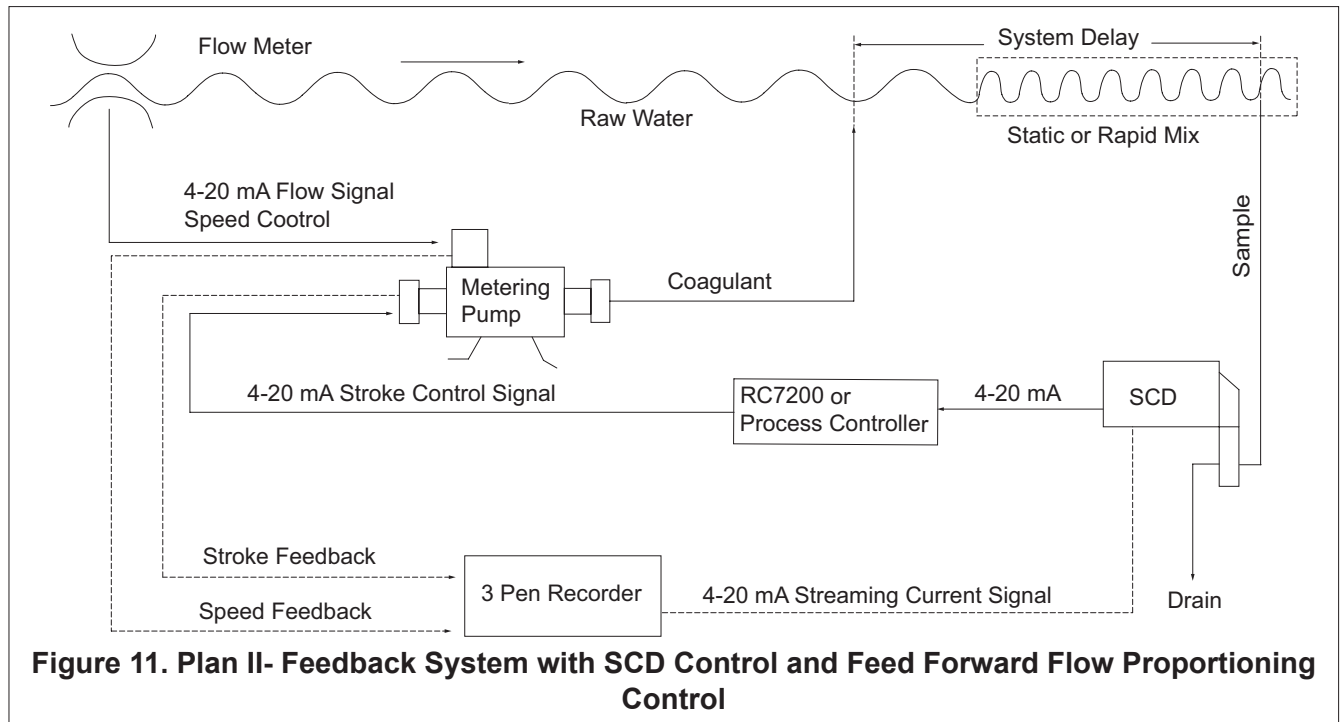 Flow Meter
System Delay
Raw Water
Static or Rapid Mix
4-20 mA Flow Signal
Speed Cootrol
Sample
Metering
Pump
Coagulant
4-20 mA Stroke Control Signal
RC7200 or
Process Controller
4-20 mA
SCD
Stroke Feedback
Speed Feedback
3 Pen Recorder
4-20 mA Streaming Current Signal
Drain
Figure 11. Plan II- Feedback System with SCD Control and Feed Forward Flow Proportioning
Control